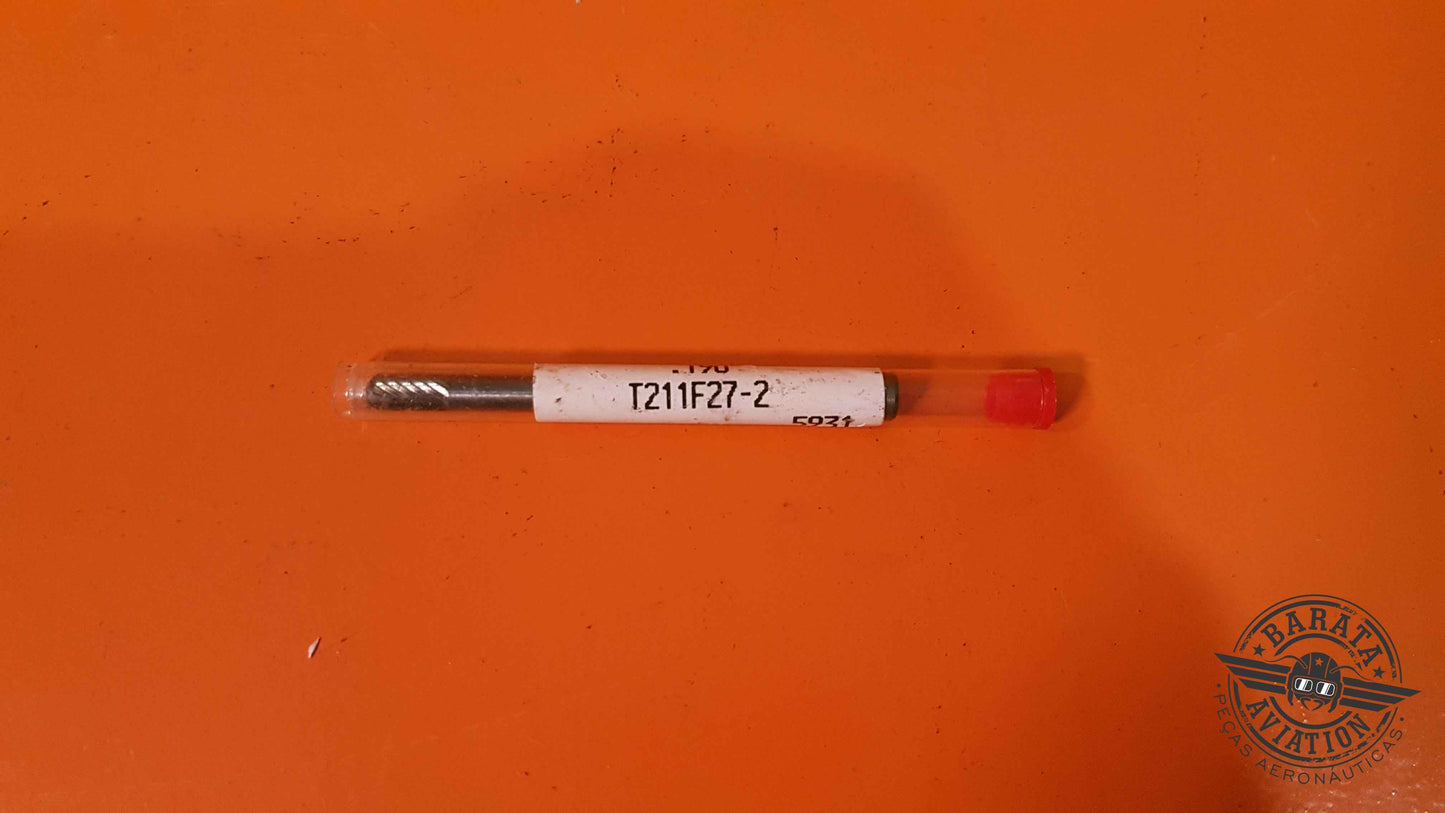 T211F27-2
BARATA
AVIATION
PEÇAS AERONÁUTICAS